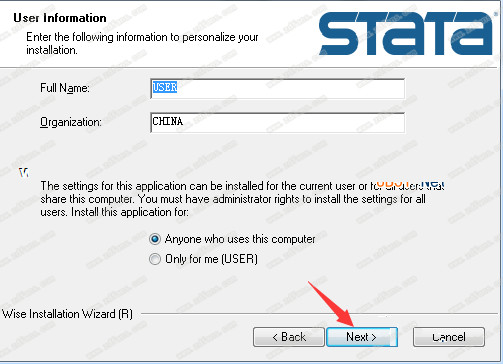 User Information
Enter the following information to personalize your
installation.
STATA
Full Name:
USER
Organization:
CHINA
The settings for this application can be installed for the current user or for all users that
share this computer. You must have administrator rights to install the settings for all
users. Install this application for:
Anyone who uses this computer
Only for me (USER)
Wise Installation Wizard (R)
< Back
Next >
Cancel